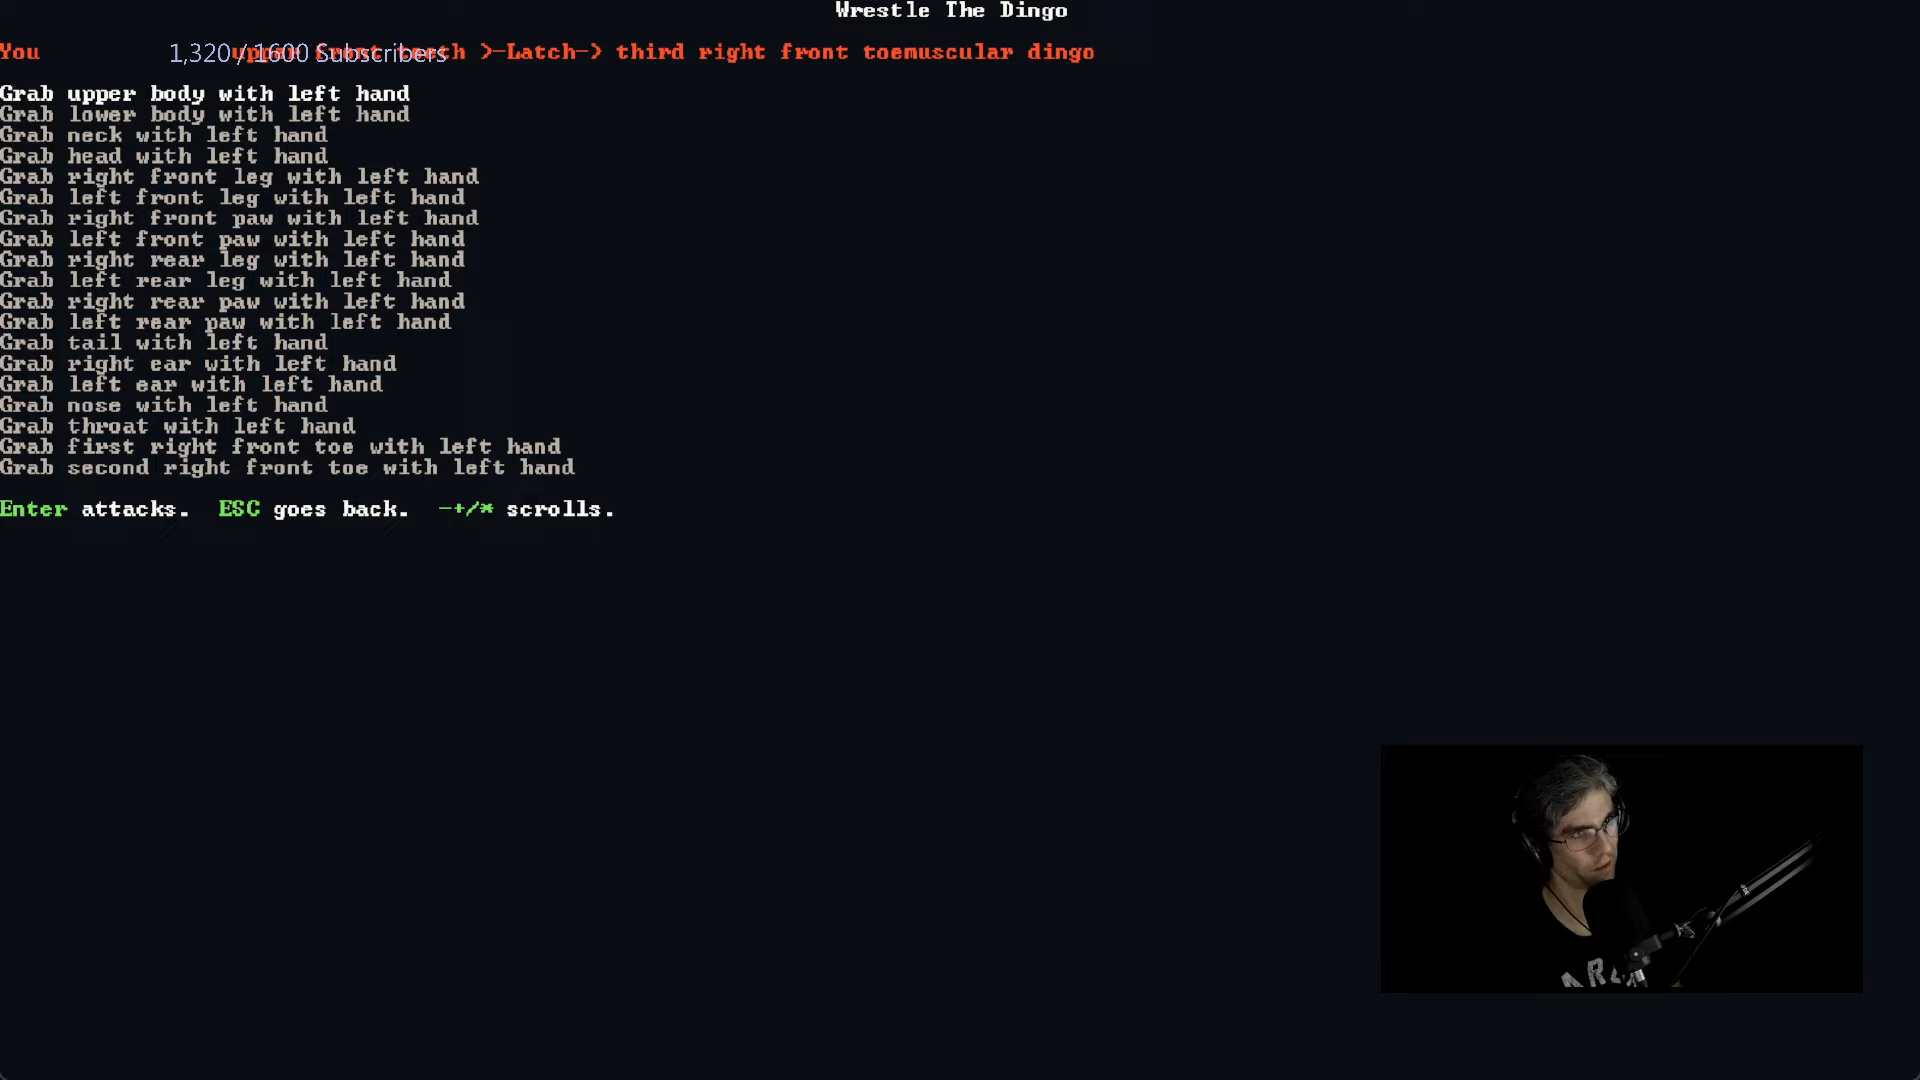 Wrestle The Dingo
You upper front teeth >-Latch-> third right front toemuscular dingo
1,320 / 1600 Subscribers
Grab upper body with left hand
Grab lower body with left hand
Grab neck with left hand
Grab head with left hand
Grab right front leg with left hand
Grab left front leg with left hand
Grab right front paw with left hand
Grab left front paw with left hand
Grab right rear leg with left hand
Grab left rear leg with left hand
Grab right rear paw with left hand
Grab left rear paw with left hand
Grab tail with left hand
Grab right ear with left hand
Grab left ear with left hand
Grab nose with left hand
Grab throat with left hand
Grab first right front toe with left hand
Grab second right front toe with left hand
Enter attacks. ESC goes back. -+/* scrolls.